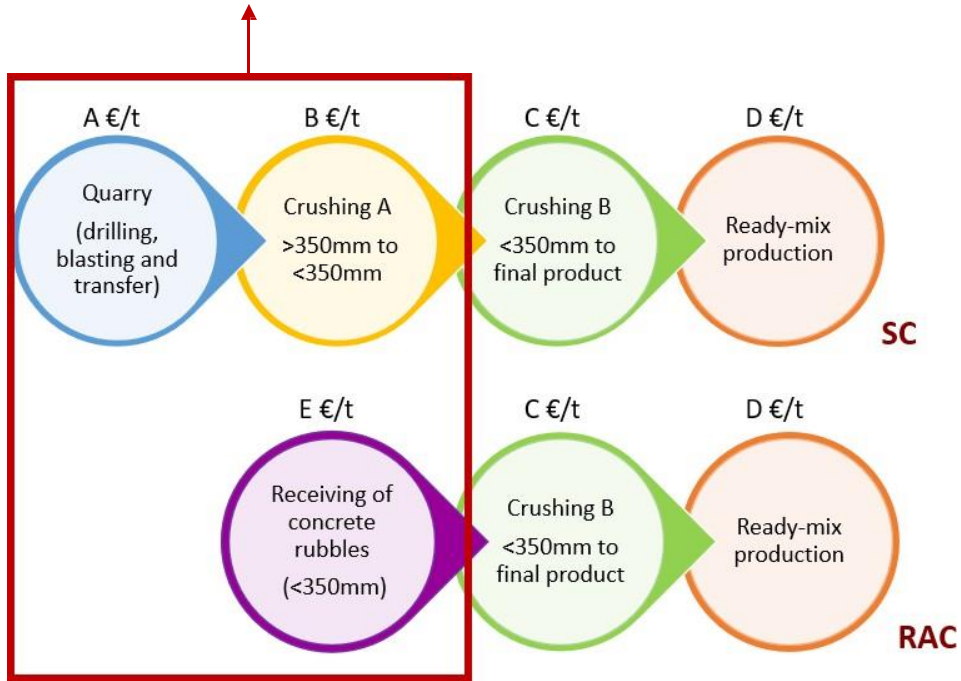 A €/t
B €/t
C €/t
D €/t
Quarry
(drilling,
blasting and
transfer)
Crushing A
>350mm to
<350mm
Crushing B
<350mm to
final product
Ready-mix
production
SC
E €/t
C €/t
D €/t
Receiving of
concrete
rubbles
(<350mm)
Crushing B
<350mm to
final product
Ready-mix
production
RAC